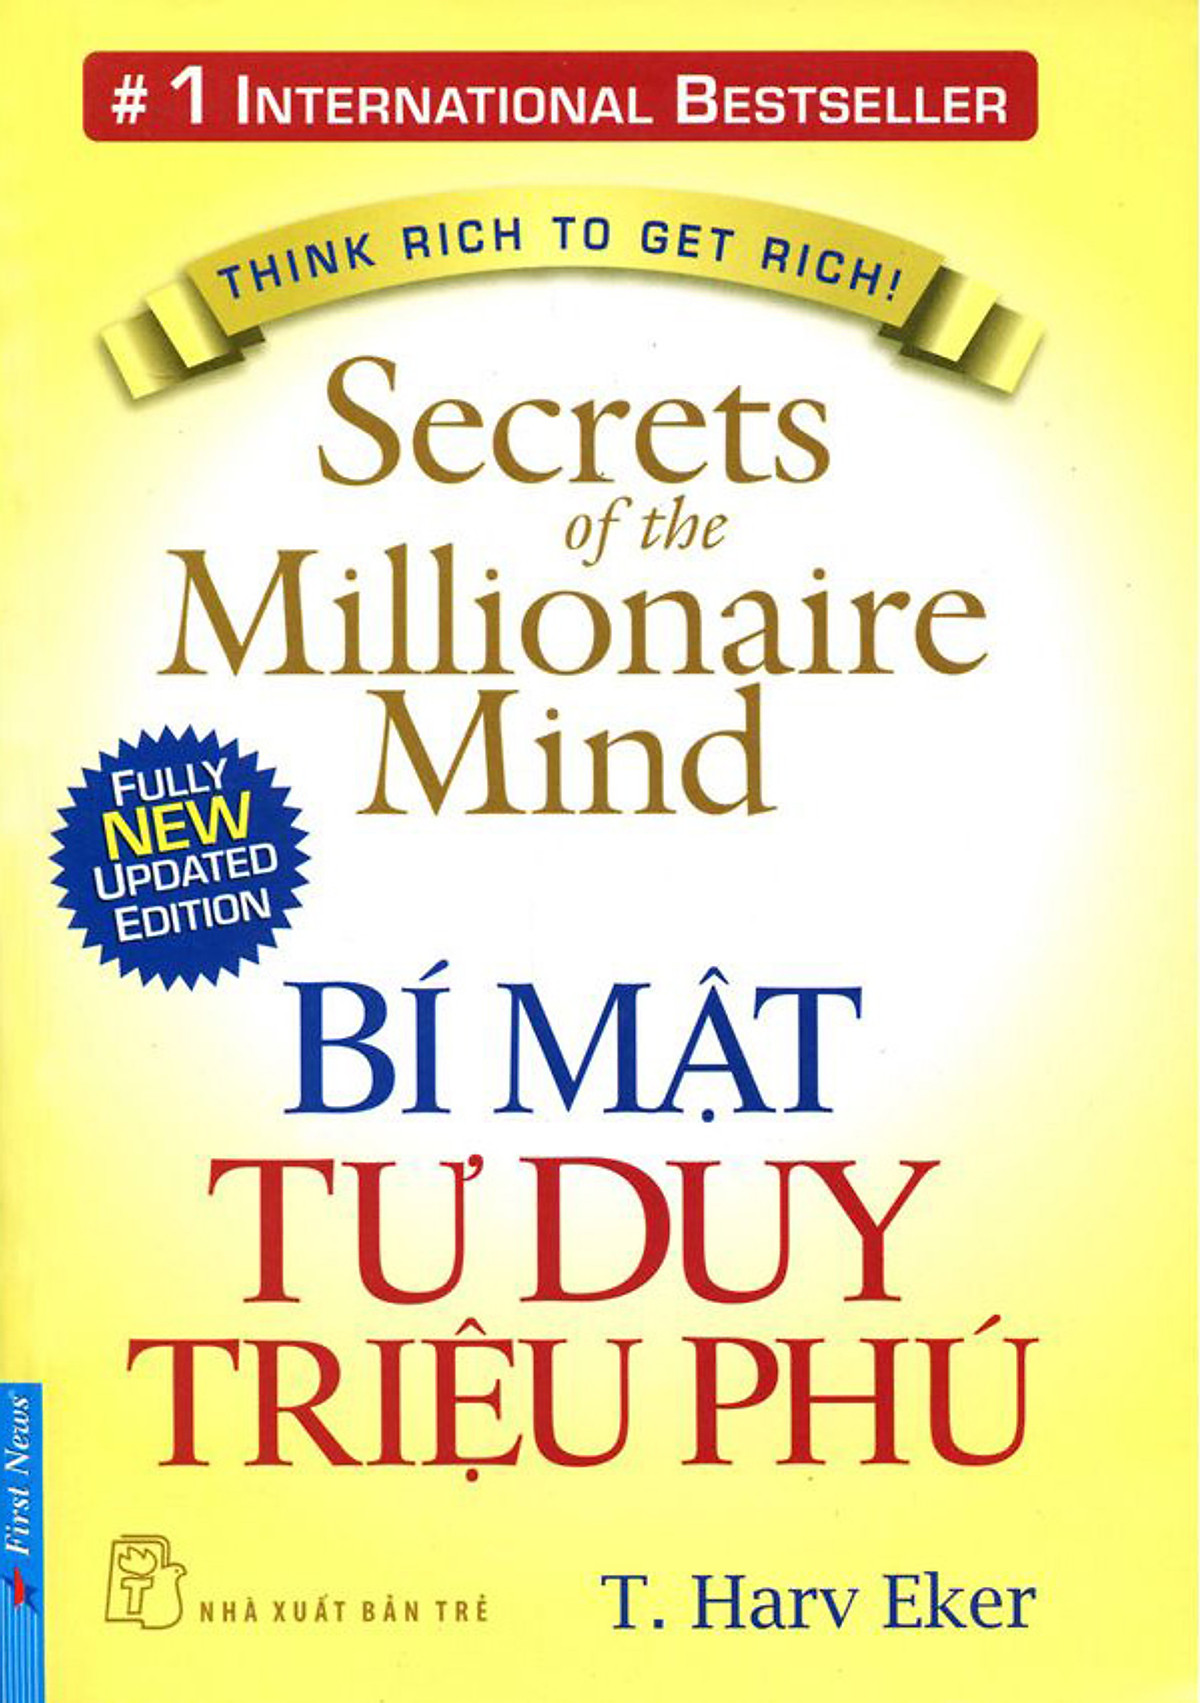 # 1 INTERNATIONAL BESTSELLER
THINK RICH TO GET RICH!
Secrets
of the
Millionaire
Mind
FULLY
NEW
UPDATED
EDITION
BÍ MẬT
TƯ DUY
TRIỆU PHÚ
First News
T
NHÀ XUẤT BẢN TRẺ
T. Harv Eker